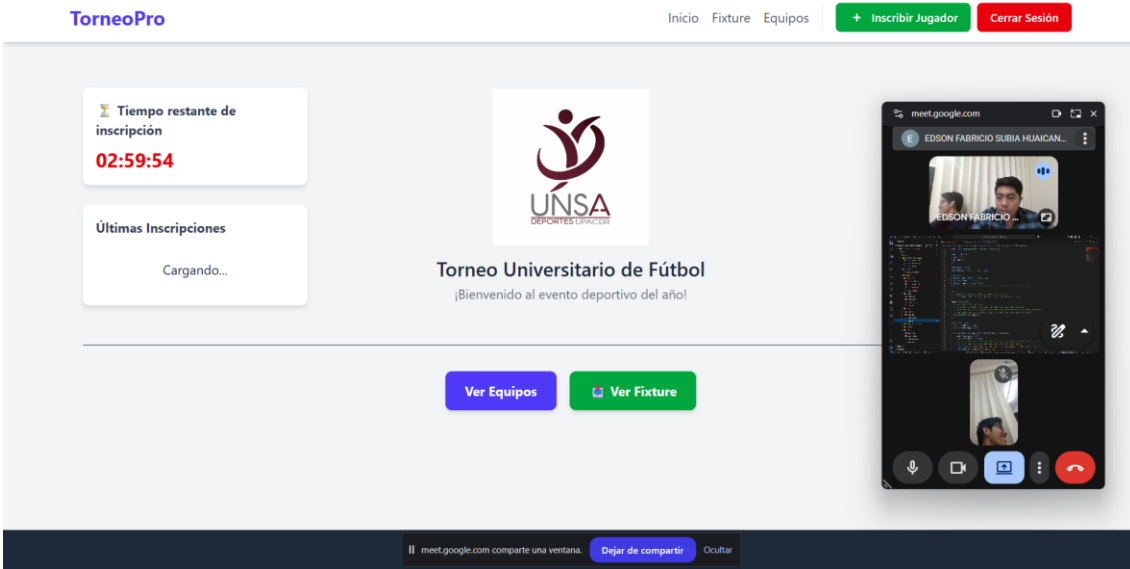 TorneoPro
Inicio Fixture Equipos
+ Inscribir Jugador
Cerrar Sesión
Tiempo restante de
inscripción
02:59:54
Últimas Inscripciones
Cargando...
UNSA
DEPORTES UPACDR
Torneo Universitario de Fútbol
¡Bienvenido al evento deportivo del año!
Ver Equipos
Ver Fixture
meet.google.com
E EDSON FABRICIO SUBIA HUAICAN...
EDSON FABRICIO ...
meet.google.com comparte una ventana.
Dejar de compartir
Ocultar